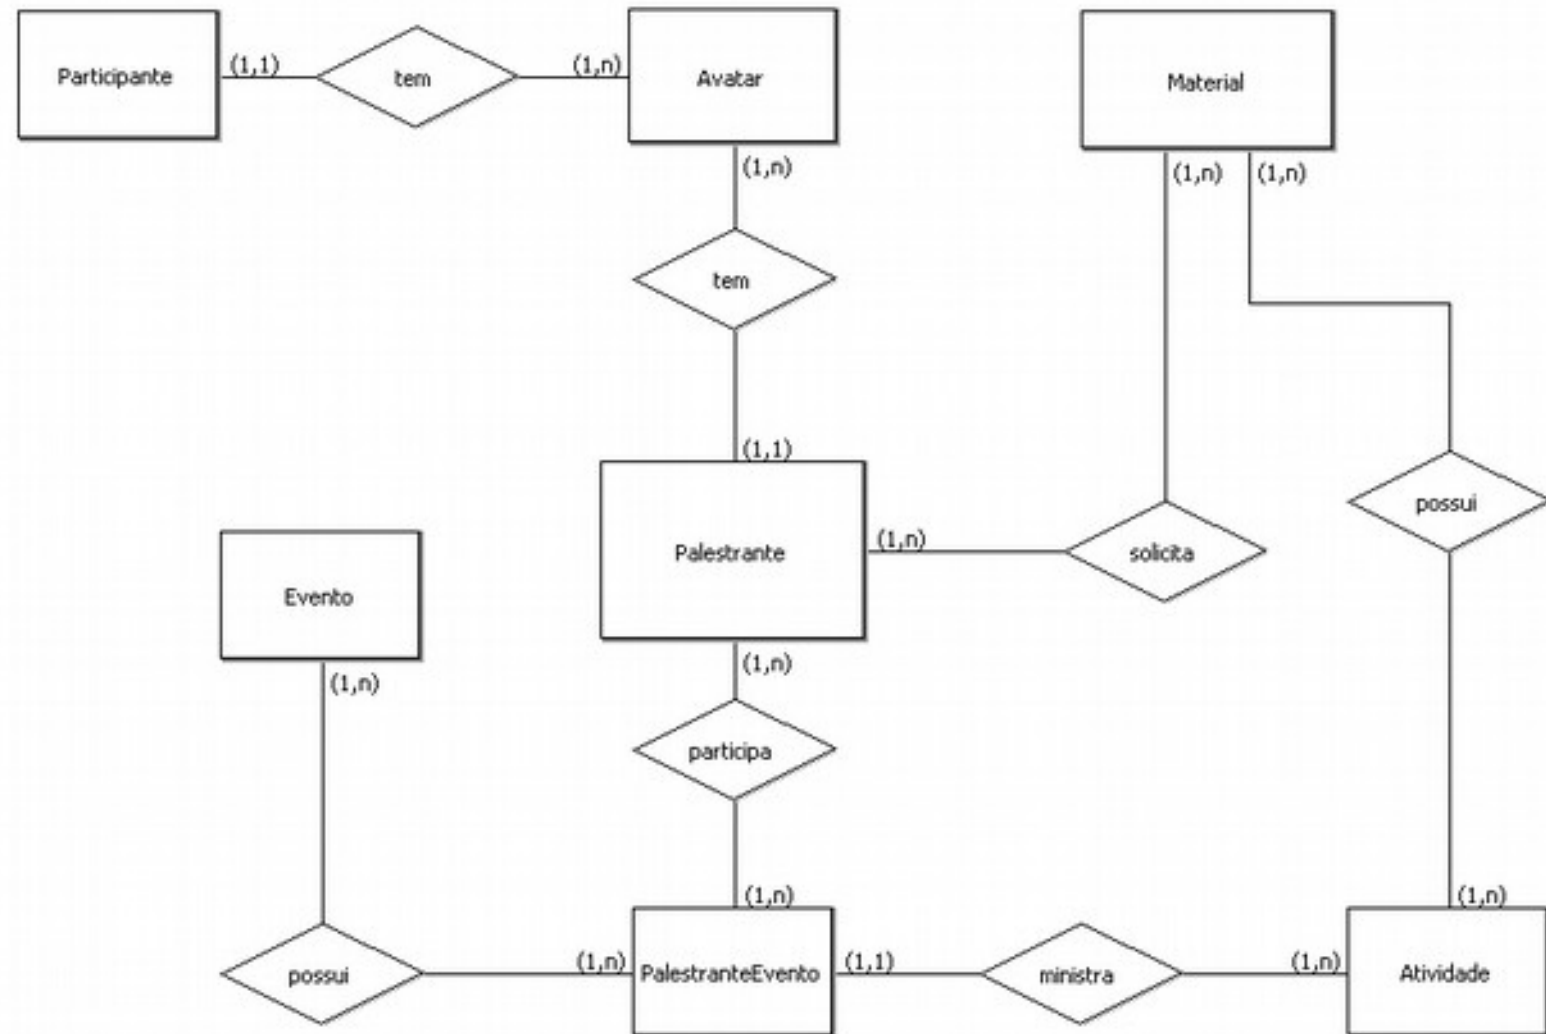 Participante
(1,1)
tem
(1,n)
Avatar
Material
(1,n)
(1,n)
(1,n)
tem
(1,1)
Palestrante
(1,n)
solicita
possui
Evento
(1,n)
(1,n)
participa
(1,n)
(1,n)
possui
(1,n)
PalestranteEvento
(1,1)
ministra
(1,n)
Atividade